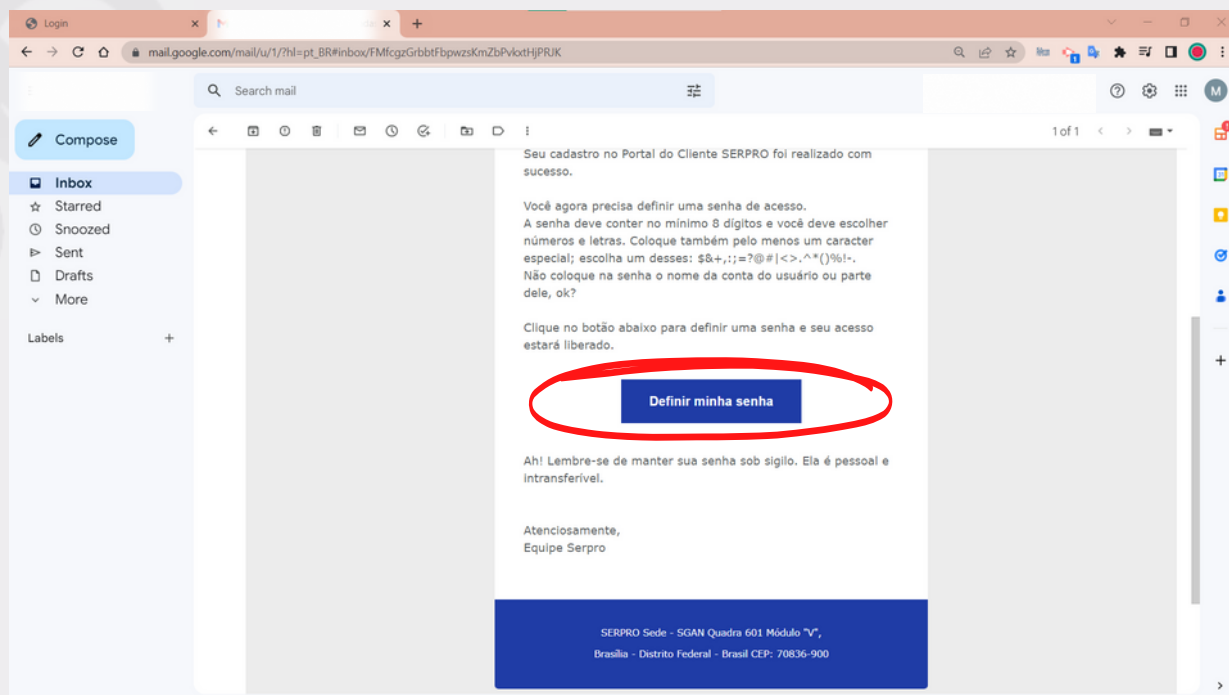 Login
mail.google.com/mail/u/1/?hl=pt_BR#inbox/FMfcgzGrbbtFbpwzsKmZbPvkxtHjPRJK
Search mail
M
Compose
1 of 1
Inbox
Starred
Snoozed
Sent
Drafts
More
Labels
Seu cadastro no Portal do Cliente SERPRO foi realizado com
sucesso.
Você agora precisa definir uma senha de acesso.
A senha deve conter no mínimo 8 dígitos e você deve escolher
números e letras. Coloque também pelo menos um caracter
especial; escolha um desses: $&+,:;=?@#|<>.^*()%!-.
Não coloque na senha o nome da conta do usuário ou parte
dele, ok?
Clique no botão abaixo para definir uma senha e seu acesso
estará liberado.
Definir minha senha
Ah! Lembre-se de manter sua senha sob sigilo. Ela é pessoal e
intransferível.
Atenciosamente,
Equipe Serpro
SERPRO Sede - SGAN Quadra 601 Módulo "V",
Brasília - Distrito Federal - Brasil CEP: 70836-900